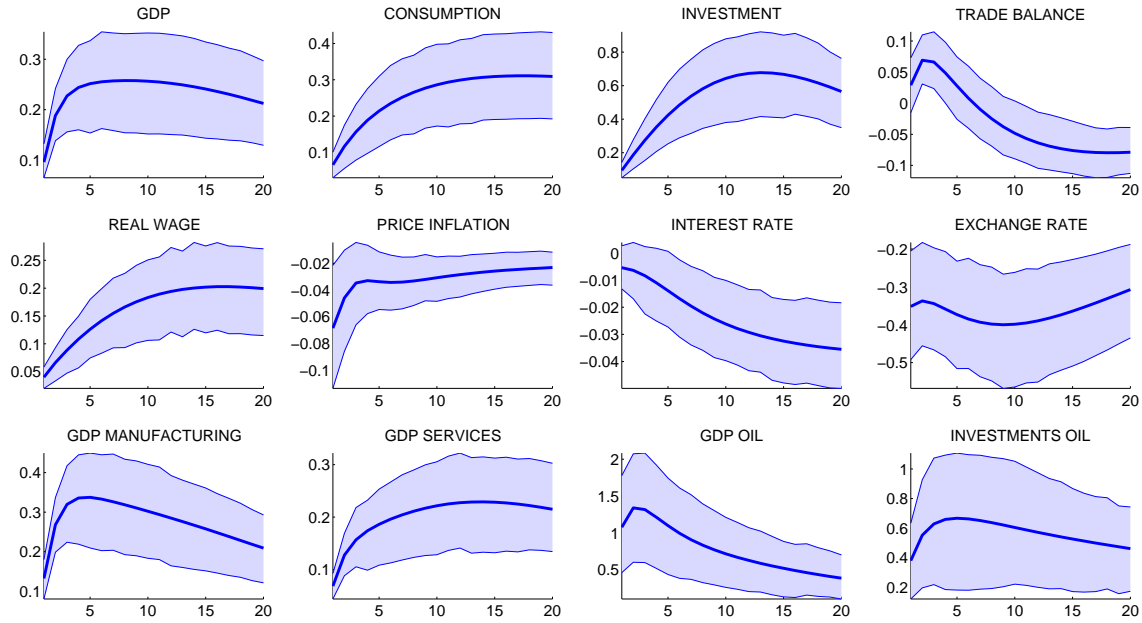 GDP
CONSUMPTION
INVESTMENT
TRADE BALANCE
0.3
0.2
0.1
5 10 15 20
0.4
0.3
0.2
0.1
5 10 15 20
0.8
0.6
0.4
0.2
5 10 15 20
0.1
0.05
0
−0.05
−0.1
5 10 15 20
REAL WAGE
PRICE INFLATION
INTEREST RATE
EXCHANGE RATE
0.25
0.2
0.15
0.1
0.05
5 10 15 20
−0.02
−0.04
−0.06
−0.08
−0.1
5 10 15 20
0
−0.01
−0.02
−0.03
−0.04
5 10 15 20
−0.2
−0.3
−0.4
−0.5
5 10 15 20
GDP MANUFACTURING
GDP SERVICES
GDP OIL
INVESTMENTS OIL
0.4
0.3
0.2
0.1
5 10 15 20
0.3
0.2
0.1
5 10 15 20
2
1.5
1
0.5
5 10 15 20
1
0.8
0.6
0.4
0.2
5 10 15 20